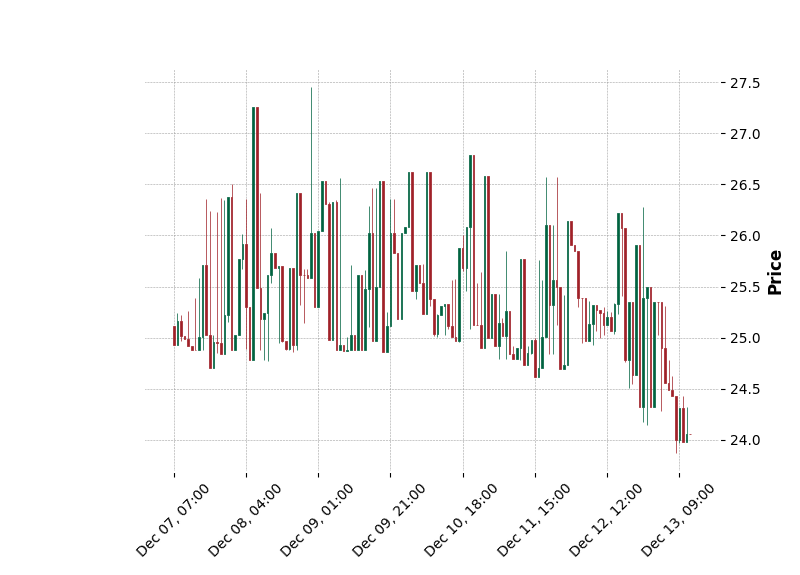 27.5
27.0
26.5
26.0
25.5
25.0
24.5
24.0
Price
Dec 07, 07:00
Dec 08, 04:00
Dec 09, 01:00
Dec 09, 21:00
Dec 10, 18:00
Dec 11, 15:00
Dec 12, 12:00
Dec 13, 09:00